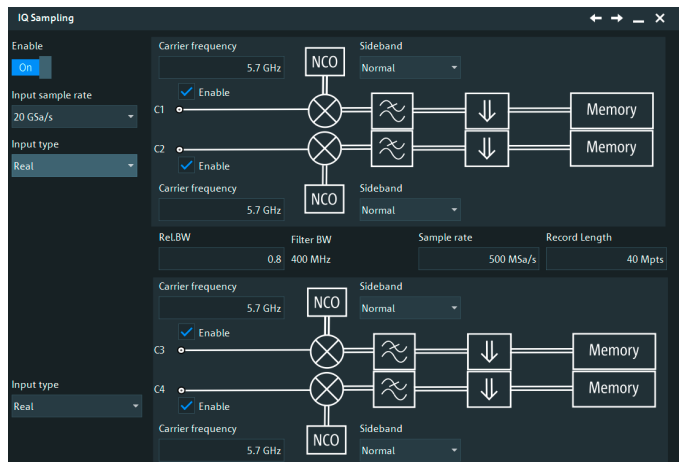 IQ Sampling
Enable
On
Input sample rate
20 GSa/s
Input type
Real
Carrier frequency
5.7 GHz
NCO
Sideband
Normal
Enable
C1
Memory
C2
Memory
Enable
Carrier frequency
5.7 GHz
NCO
Sideband
Normal
Rel.BW
0.8
Filter BW
400 MHz
Sample rate
500 MSa/s
Record Length
40 Mpts
Carrier frequency
5.7 GHz
NCO
Sideband
Normal
Enable
C3
Memory
Input type
Real
C4
Memory
Enable
Carrier frequency
5.7 GHz
NCO
Sideband
Normal